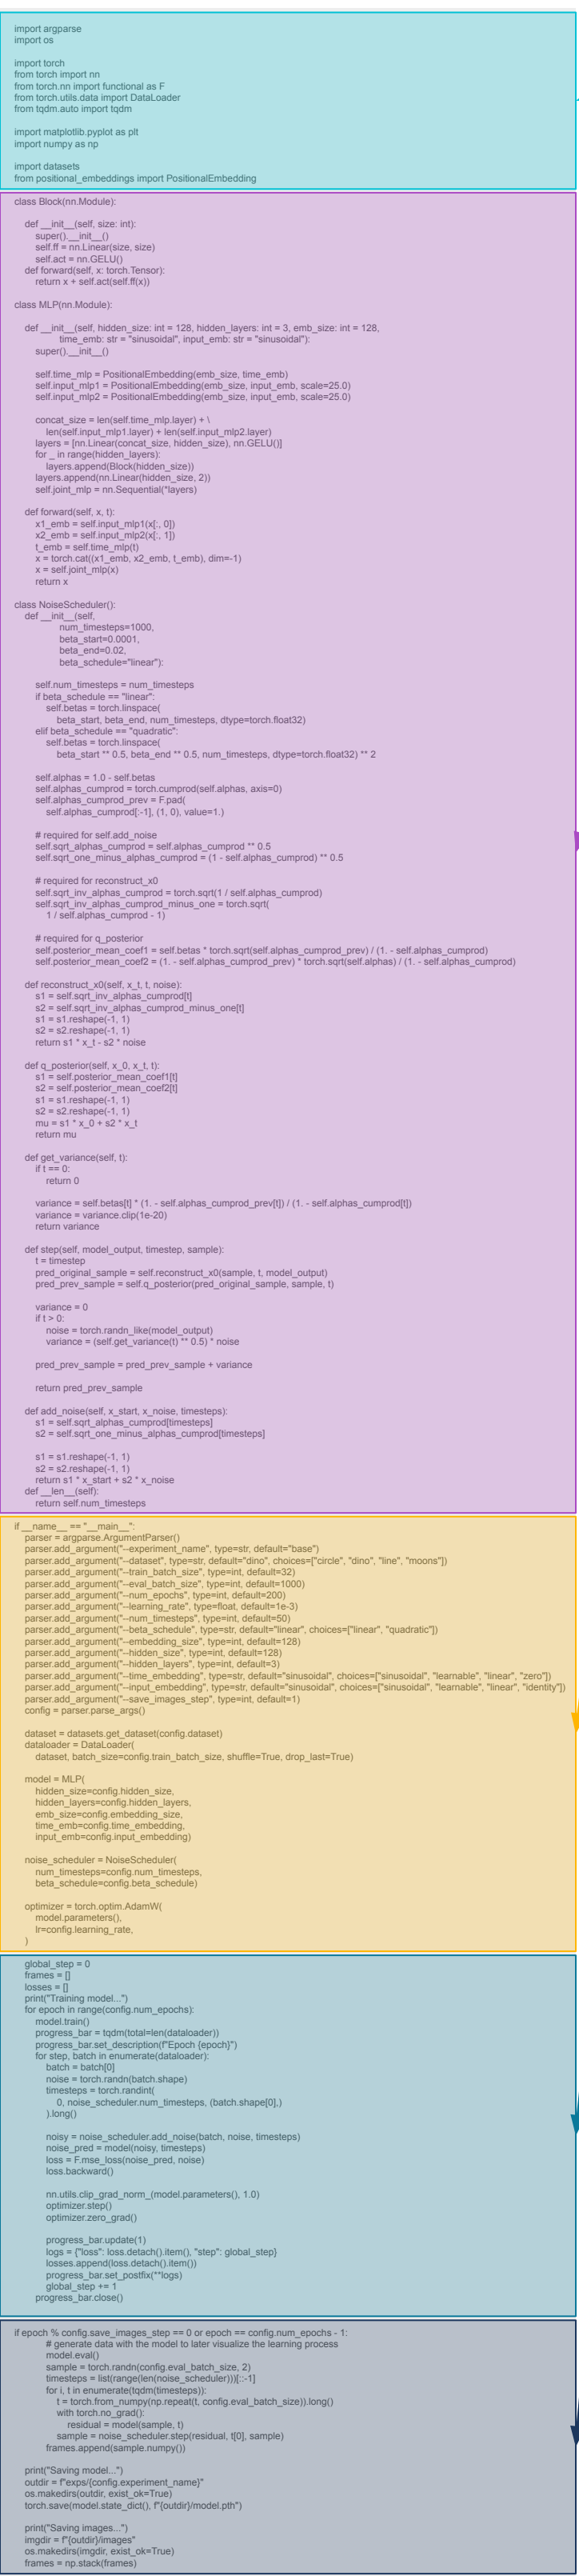 import argparse
import os
import torch
from torch import nn
from torch.nn import functional as F
from torch.utils.data import DataLoader
from tqdm.auto import tqdm
import matplotlib.pyplot as plt
import numpy as np
import datasets
from positional_embeddings import PositionalEmbedding
class Block(nn.Module):
def __init__(self, size: int):
super().__init__()
self.ff = nn.Linear(size, size)
self.act = nn.GELU()
def forward(self, x: torch.Tensor):
return x + self.act(self.ff(x))
class MLP(nn.Module):
def __init__(self, hidden_size: int = 128, hidden_layers: int = 3, emb_size: int = 128,
time_emb: str = "sinusoidal", input_emb: str = "sinusoidal"):
super().__init__()
self.time_mlp = PositionalEmbedding(emb_size, time_emb)
self.input_mlp1 = PositionalEmbedding(emb_size, input_emb, scale=25.0)
self.input_mlp2 = PositionalEmbedding(emb_size, input_emb, scale=25.0)
concat_size = len(self.time_mlp.layer) + \
len(self.input_mlp1.layer) + len(self.input_mlp2.layer)
layers = [nn.Linear(concat_size, hidden_size), nn.GELU()]
for _ in range(hidden_layers):
layers.append(Block(hidden_size))
layers.append(nn.Linear(hidden_size, 2))
self.joint_mlp = nn.Sequential(*layers)
def forward(self, x, t):
x1_emb = self.input_mlp1(x[:, 0])
x2_emb = self.input_mlp2(x[:, 1])
t_emb = self.time_mlp(t)
x = torch.cat((x1_emb, x2_emb, t_emb), dim=-1)
x = self.joint_mlp(x)
return x
class NoiseScheduler():
def __init__(self,
num_timesteps=1000,
beta_start=0.0001,
beta_end=0.02,
beta_schedule="linear"):
self.num_timesteps = num_timesteps
if beta_schedule == "linear":
self.betas = torch.linspace(
beta_start, beta_end, num_timesteps, dtype=torch.float32)
elif beta_schedule == "quadratic":
self.betas = torch.linspace(
beta_start ** 0.5, beta_end ** 0.5, num_timesteps, dtype=torch.float32) ** 2
self.alphas = 1.0 - self.betas
self.alphas_cumprod = torch.cumprod(self.alphas, axis=0)
self.alphas_cumprod_prev = F.pad(
self.alphas_cumprod[:-1], (1, 0), value=1.)
# required for self.add_noise
self.sqrt_alphas_cumprod = self.alphas_cumprod ** 0.5
self.sqrt_one_minus_alphas_cumprod = (1 - self.alphas_cumprod) ** 0.5
# required for reconstruct_x0
self.sqrt_inv_alphas_cumprod = torch.sqrt(1 / self.alphas_cumprod)
self.sqrt_inv_alphas_cumprod_minus_one = torch.sqrt(
1 / self.alphas_cumprod - 1)
# required for q_posterior
self.posterior_mean_coef1 = self.betas * torch.sqrt(self.alphas_cumprod_prev) / (1. - self.alphas_cumprod)
self.posterior_mean_coef2 = (1. - self.alphas_cumprod_prev) * torch.sqrt(self.alphas) / (1. - self.alphas_cumprod)
def reconstruct_x0(self, x_t, t, noise):
s1 = self.sqrt_inv_alphas_cumprod[t]
s2 = self.sqrt_inv_alphas_cumprod_minus_one[t]
s1 = s1.reshape(-1, 1)
s2 = s2.reshape(-1, 1)
return s1 * x_t - s2 * noise
def q_posterior(self, x_0, x_t, t):
s1 = self.posterior_mean_coef1[t]
s2 = self.posterior_mean_coef2[t]
s1 = s1.reshape(-1, 1)
s2 = s2.reshape(-1, 1)
mu = s1 * x_0 + s2 * x_t
return mu
def get_variance(self, t):
if t == 0:
return 0
variance = self.betas[t] * (1. - self.alphas_cumprod_prev[t]) / (1. - self.alphas_cumprod[t])
variance = variance.clip(1e-20)
return variance
def step(self, model_output, timestep, sample):
t = timestep
pred_original_sample = self.reconstruct_x0(sample, t, model_output)
pred_prev_sample = self.q_posterior(pred_original_sample, sample, t)
variance = 0
if t > 0:
noise = torch.randn_like(model_output)
variance = (self.get_variance(t) ** 0.5) * noise
pred_prev_sample = pred_prev_sample + variance
return pred_prev_sample
def add_noise(self, x_start, x_noise, timesteps):
s1 = self.sqrt_alphas_cumprod[timesteps]
s2 = self.sqrt_one_minus_alphas_cumprod[timesteps]
s1 = s1.reshape(-1, 1)
s2 = s2.reshape(-1, 1)
return s1 * x_start + s2 * x_noise
def __len__(self):
return self.num_timesteps
if __name__ == "__main__":
parser = argparse.ArgumentParser()
parser.add_argument("--experiment_name", type=str, default="base")
parser.add_argument("--dataset", type=str, default="dino", choices=["circle", "dino", "line", "moons"])
parser.add_argument("--train_batch_size", type=int, default=32)
parser.add_argument("--eval_batch_size", type=int, default=1000)
parser.add_argument("--num_epochs", type=int, default=200)
parser.add_argument("--learning_rate", type=float, default=1e-3)
parser.add_argument("--num_timesteps", type=int, default=50)
parser.add_argument("--beta_schedule", type=str, default="linear", choices=["linear", "quadratic"])
parser.add_argument("--embedding_size", type=int, default=128)
parser.add_argument("--hidden_size", type=int, default=128)
parser.add_argument("--hidden_layers", type=int, default=3)
parser.add_argument("--time_embedding", type=str, default="sinusoidal", choices=["sinusoidal", "learnable", "linear", "zero"])
parser.add_argument("--input_embedding", type=str, default="sinusoidal", choices=["sinusoidal", "learnable", "linear", "identity"])
parser.add_argument("--save_images_step", type=int, default=1)
config = parser.parse_args()
dataset = datasets.get_dataset(config.dataset)
dataloader = DataLoader(
dataset, batch_size=config.train_batch_size, shuffle=True, drop_last=True)
model = MLP(
hidden_size=config.hidden_size,
hidden_layers=config.hidden_layers,
emb_size=config.embedding_size,
time_emb=config.time_embedding,
input_emb=config.input_embedding)
noise_scheduler = NoiseScheduler(
num_timesteps=config.num_timesteps,
beta_schedule=config.beta_schedule)
optimizer = torch.optim.AdamW(
model.parameters(),
lr=config.learning_rate,
)
global_step = 0
frames = []
losses = []
print("Training model...")
for epoch in range(config.num_epochs):
model.train()
progress_bar = tqdm(total=len(dataloader))
progress_bar.set_description(f"Epoch {epoch}")
for step, batch in enumerate(dataloader):
batch = batch[0]
noise = torch.randn(batch.shape)
timesteps = torch.randint(
0, noise_scheduler.num_timesteps, (batch.shape[0],)
).long()
noisy = noise_scheduler.add_noise(batch, noise, timesteps)
noise_pred = model(noisy, timesteps)
loss = F.mse_loss(noise_pred, noise)
loss.backward()
nn.utils.clip_grad_norm_(model.parameters(), 1.0)
optimizer.step()
optimizer.zero_grad()
progress_bar.update(1)
logs = {"loss": loss.detach().item(), "step": global_step}
losses.append(loss.detach().item())
progress_bar.set_postfix(**logs)
global_step += 1
progress_bar.close()
if epoch % config.save_images_step == 0 or epoch == config.num_epochs - 1:
# generate data with the model to later visualize the learning process
model.eval()
sample = torch.randn(config.eval_batch_size, 2)
timesteps = list(range(len(noise_scheduler)))[::-1]
for i, t in enumerate(tqdm(timesteps)):
t = torch.from_numpy(np.repeat(t, config.eval_batch_size)).long()
with torch.no_grad():
residual = model(sample, t)
sample = noise_scheduler.step(residual, t[0], sample)
frames.append(sample.numpy())
print("Saving model...")
outdir = f"exps/{config.experiment_name}"
os.makedirs(outdir, exist_ok=True)
torch.save(model.state_dict(), f"{outdir}/model.pth")
print("Saving images...")
imgdir = f"{outdir}/images"
os.makedirs(imgdir, exist_ok=True)
frames = np.stack(frames)